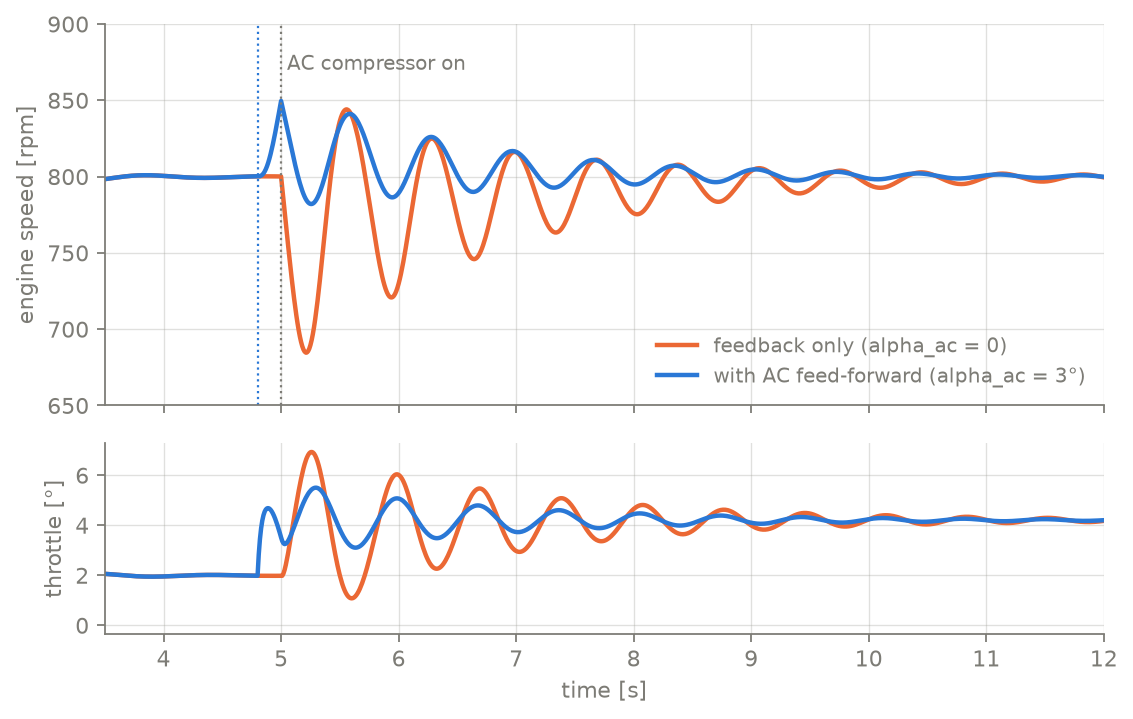 900
850
800
750
700
650
engine speed [rpm]
AC compressor on
feedback only (alpha_ac = 0)
with AC feed-forward (alpha_ac = 3°)
6
4
2
0
throttle [°]
4 5 6 7 8 9 10 11 12
time [s]